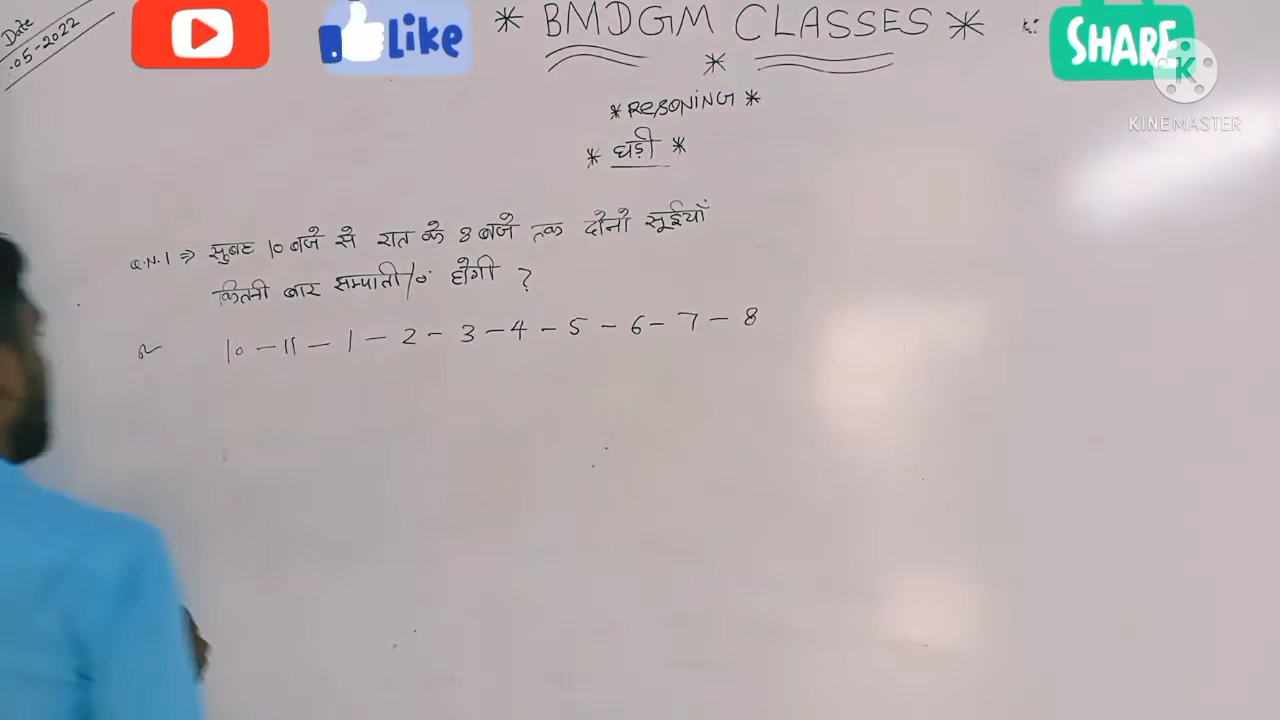 Date
.05-2022
Like
* BMDGM CLASSES *
*
SHARE
K
KINEMASTER
* REBONiNG *
* घड़ी *
Q.N.1 ⇒ सुबह 10 बजे से रात के 8 बजे तक दोनो सूईयाँ
कितनी बार सम्पाती/0° होगी ?
10 - 11 - 1 - 2 - 3 - 4 - 5 - 6 - 7 - 8